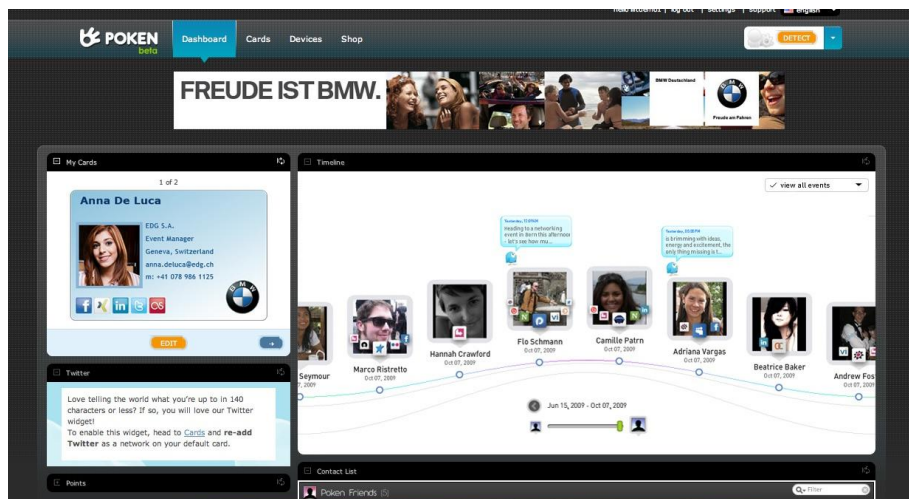 log out | settings | support english
POKEN
beta
Dashboard Cards Devices Shop
DETECT
FREUDE IST BMW.
BMW Deutschland
Freude am Fahren
My Cards
1 of 2
Anna De Luca
EDG S.A.
Event Manager
Geneva, Switzerland
anna.deluca@edg.ch
m: +41 078 986 1125
BMW
EDIT
Twitter
Love telling the world what you're up to in 140
characters or less? If so, you will love our Twitter
widget!
To enable this widget, head to Cards and re-add
Twitter as a network on your default card.
Points
Timeline
view all events
heading to a networking
event in Bern this afternoon
- let's see how mu...
is brimming with ideas,
energy and excitement, the
only thing missing is t...
Seymour
Marco Ristretto
Oct 07, 2009
Hannah Crawford
Oct 07, 2009
Flo Schmann
Oct 07, 2009
Camille Patrn
Oct 07, 2009
Adriana Vargas
Oct 07, 2009
Beatrice Baker
Oct 07, 2009
Andrew Fos
Oct 07, 2009
Jun 15, 2009 - Oct 07, 2009
Contact List
Poken Friends (5)
Filter